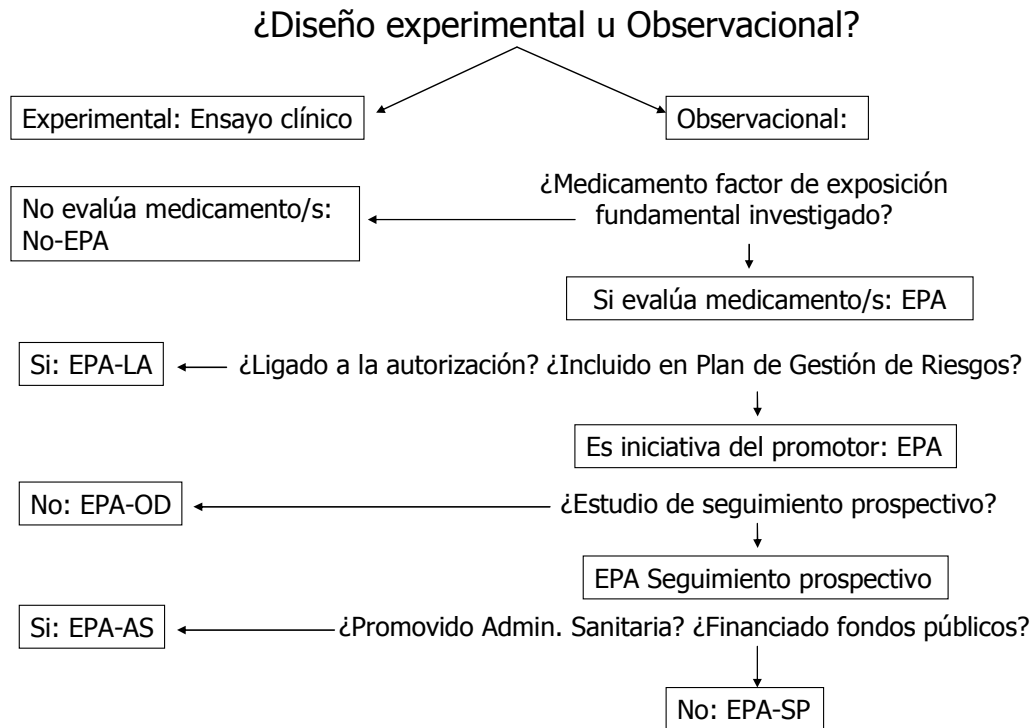 ¿Diseño experimental u Observacional?
Experimental: Ensayo clínico
Observacional:
¿Medicamento factor de exposición
fundamental investigado?
No evalúa medicamento/s:
No-EPA
Si evalúa medicamento/s: EPA
Si: EPA-LA
¿Ligado a la autorización? ¿Incluido en Plan de Gestión de Riesgos?
Es iniciativa del promotor: EPA
No: EPA-OD
¿Estudio de seguimiento prospectivo?
EPA Seguimiento prospectivo
Si: EPA-AS
¿Promovido Admin. Sanitaria? ¿Financiado fondos públicos?
No: EPA-SP